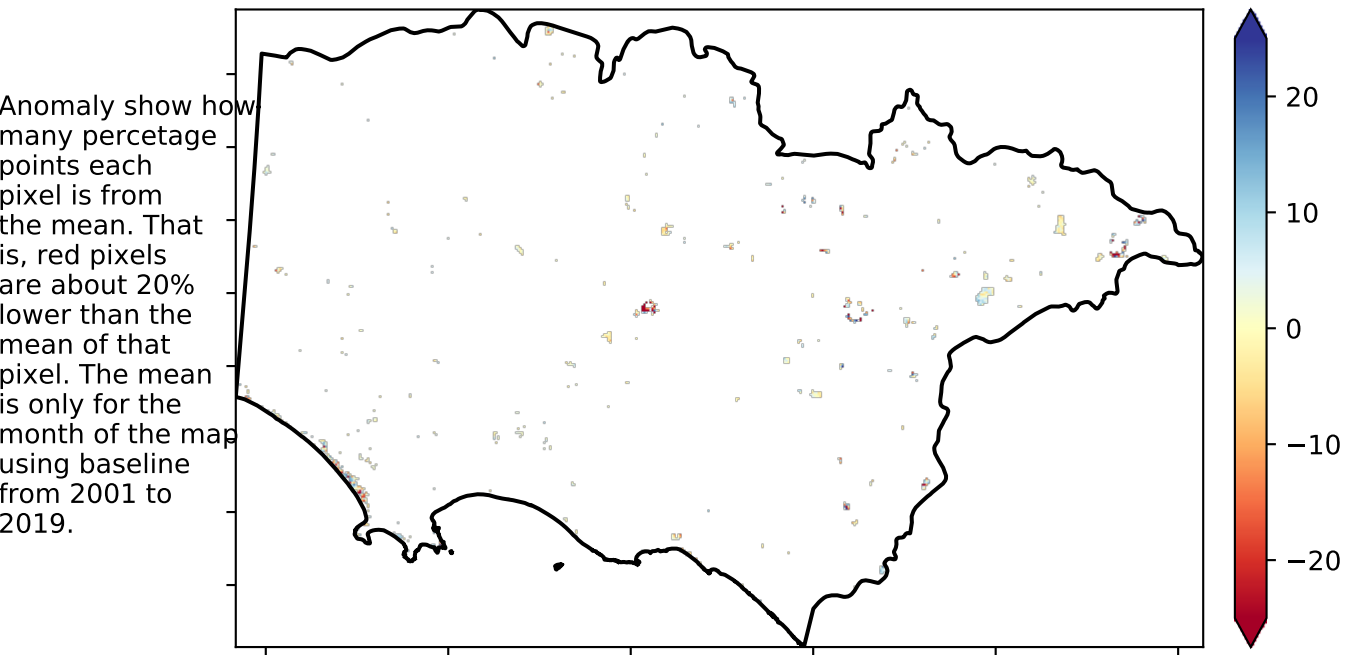 Anomaly show how
many percetage
points each
pixel is from
the mean. That
is, red pixels
are about 20%
lower than the
mean of that
pixel. The mean
is only for the
month of the map
using baseline
from 2001 to
2019.
20
10
0
−10
−20